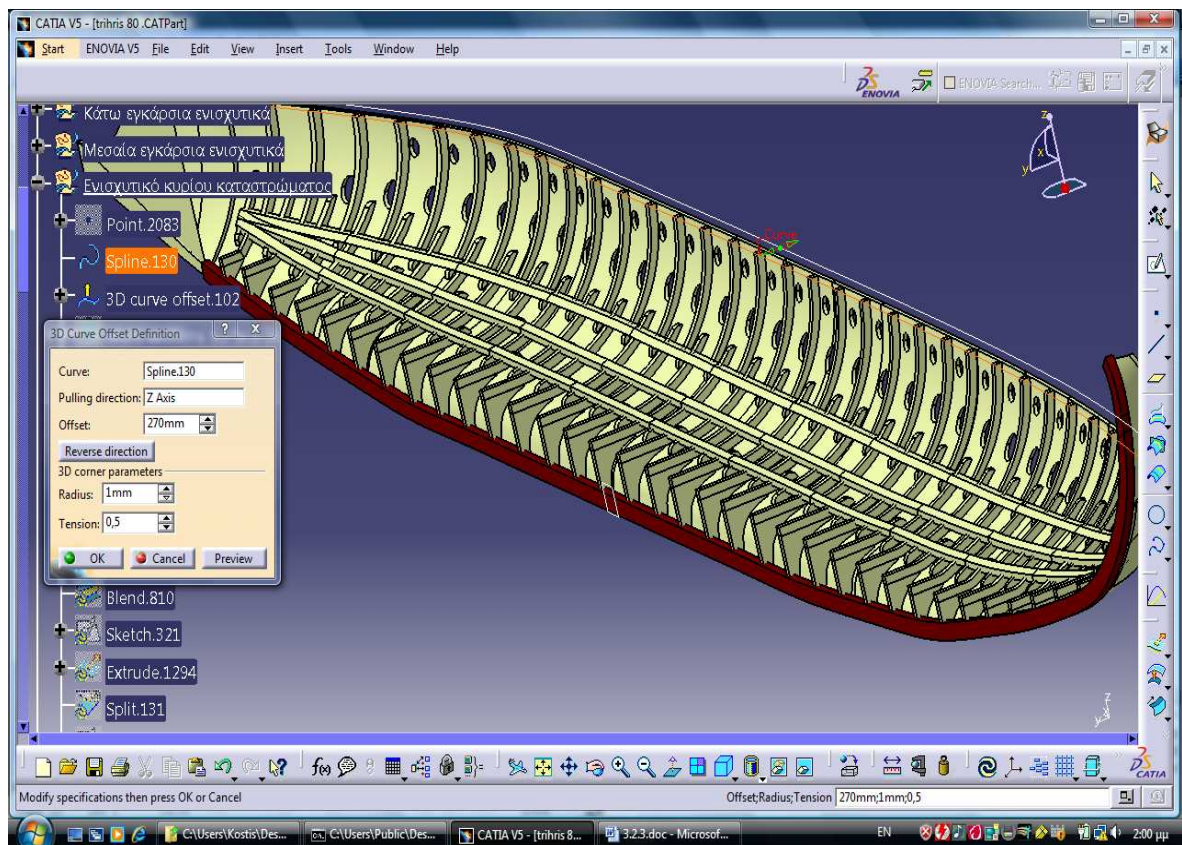 CATIA V5 - [trihris 80 .CATPart]
Start ENOVIA V5 File Edit View Insert Tools Window Help
ENOVIA
ENOVIA Search...
Κάτω εγκάρσια ενισχυτικά
Μεσαία εγκάρσια ενισχυτικά
Ενισχυτικό κυρίου καταστρώματος
Point.2083
Spline.130
3D curve offset.102
Curve
z
x
y
3D Curve Offset Definition
Curve: Spline.130
Pulling direction: Z Axis
Offset: 270mm
Reverse direction
3D corner parameters
Radius: 1mm
Tension: 0,5
OK Cancel Preview
Blend.810
Sketch.321
Extrude.1294
Split.131
f(x)
CATIA
Modify specifications then press OK or Cancel
Offset;Radius;Tension 270mm;1mm;0,5
C:\Users\Kostis\Des... C:\Users\Public\Des... CATIA V5 - [trihris 8... 3.2.3.doc - Microsof... EN 2:00 μμ